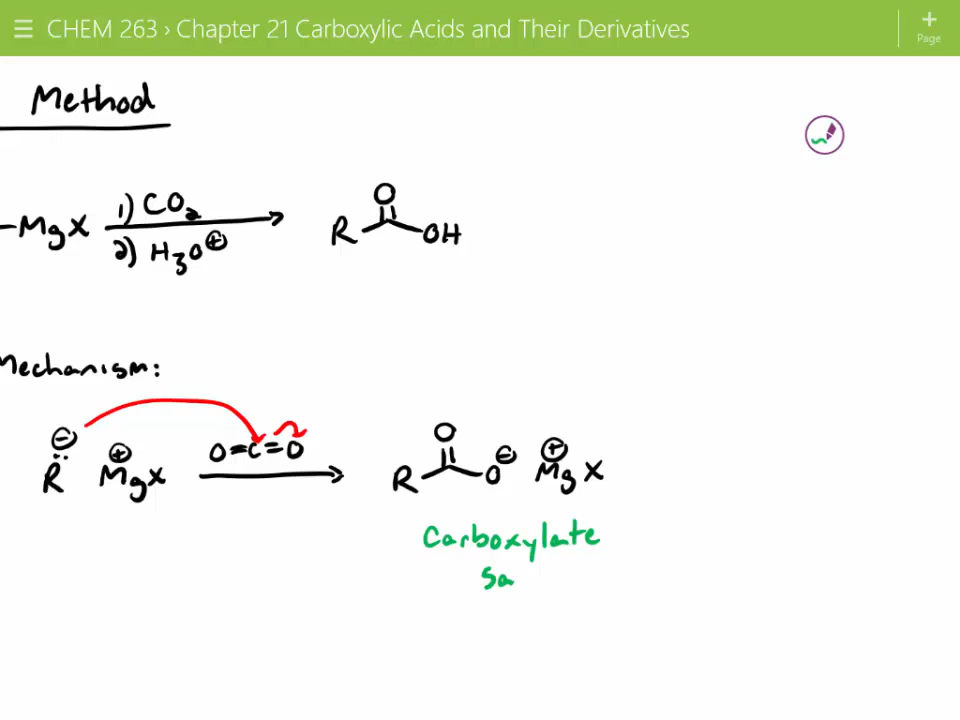 CHEM 263 › Chapter 21 Carboxylic Acids and Their Derivatives
+
Page
Method
-MgX 1) CO₂
2) H₃O⊕
O
R OH
Mechanism:
⊖ ⊕ O=C=O
R̈ MgX
O
R O⊖ ⊕MgX
Carboxylate
Sa